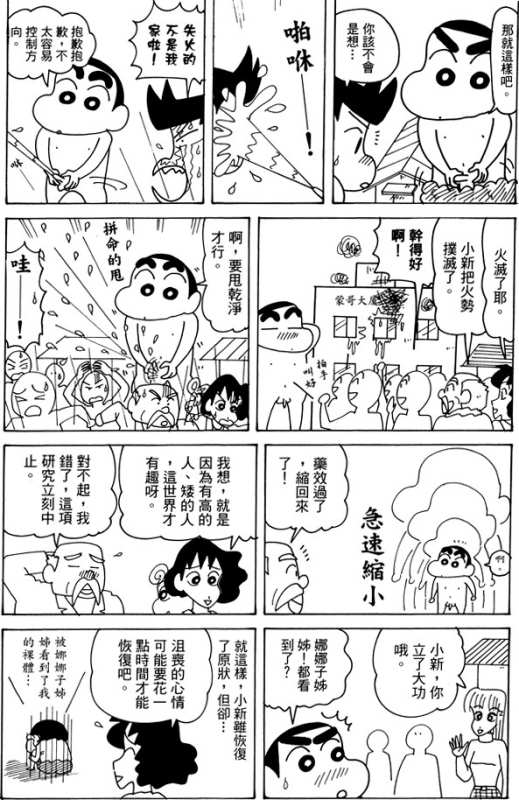 那就這樣吧。
你該不會
是想…
啪咻——！
失火的
不是我
家啦！
抱歉抱
歉，不
太容易
控制方
向。
咻
火滅了耶。
小新把火勢
撲滅了。
幹得好
啊！
蒙哥大廈
拍手
叫好
啊，要甩乾淨
才行。
拼命的甩
哇——！
啊。
急速縮小
藥效過了
，縮回來
了！
我想，就是
因為有高的
人、矮的人
，這世界才
有趣呀。
對不起，我
錯了，這項
研究立刻中
止。
小新，你
立了大功
哦。
娜娜子姊
姊！都看
到了？
就這樣，小新雖恢復
了原狀，但卻…
沮喪的心情
可能要花一
點時間才能
恢復吧。
被娜娜子姊
姊看到了我
的裸體…